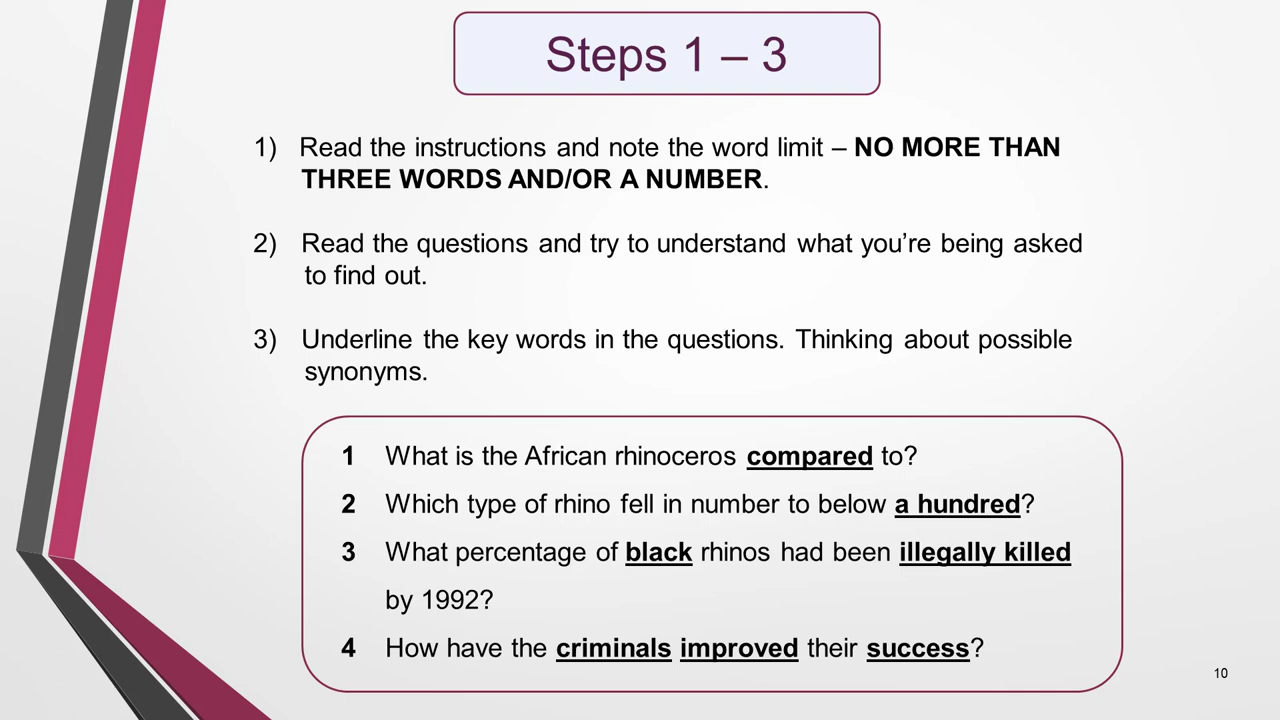 Steps 1 – 3
1) Read the instructions and note the word limit – NO MORE THAN
THREE WORDS AND/OR A NUMBER.
2) Read the questions and try to understand what you’re being asked
to find out.
3) Underline the key words in the questions. Thinking about possible
synonyms.
1 What is the African rhinoceros compared to?
2 Which type of rhino fell in number to below a hundred?
3 What percentage of black rhinos had been illegally killed
by 1992?
4 How have the criminals improved their success?
10